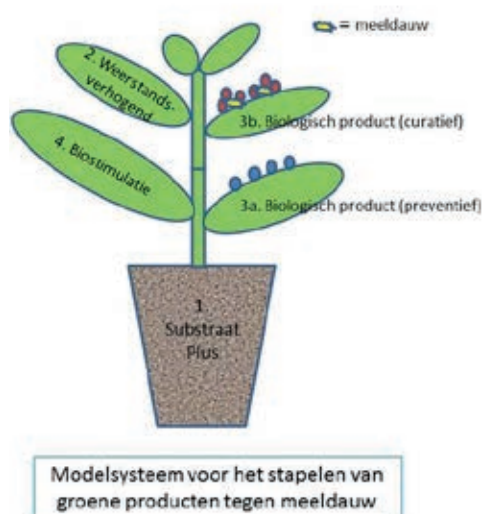 = meeldauw
2. Weerstands-
verhogend
3b. Biologisch product (curatief)
4. Biostimulatie
3a. Biologisch product (preventief)
1.
Substraat
Plus
Modelsysteem voor het stapelen van
groene producten tegen meeldauw